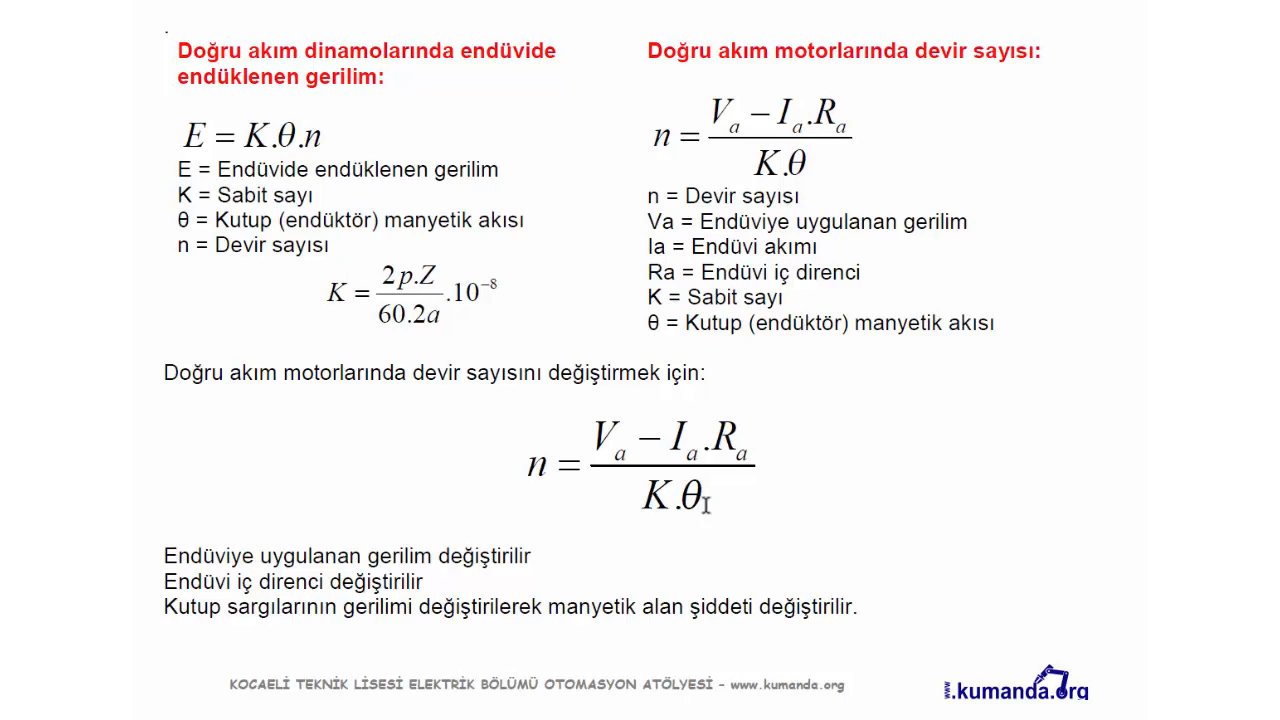 .
Doğru akım dinamolarında endüvide
endüklenen gerilim:
E = K.θ.n
E = Endüvide endüklenen gerilim
K = Sabit sayı
θ = Kutup (endüktör) manyetik akısı
n = Devir sayısı
K = 2p.Z / 60.2a .10⁻⁸
Doğru akım motorlarında devir sayısı:
n = Va − Ia.Ra / K.θ
n = Devir sayısı
Va = Endüviye uygulanan gerilim
Ia = Endüvi akımı
Ra = Endüvi iç direnci
K = Sabit sayı
θ = Kutup (endüktör) manyetik akısı
Doğru akım motorlarında devir sayısını değiştirmek için:
n = Va − Ia.Ra / K.θ
Endüviye uygulanan gerilim değiştirilir
Endüvi iç direnci değiştirilir
Kutup sargılarının gerilimi değiştirilerek manyetik alan şiddeti değiştirilir.
KOCAELİ TEKNİK LİSESİ ELEKTRİK BÖLÜMÜ OTOMASYON ATÖLYESİ – www.kumanda.org
www.kumanda.org